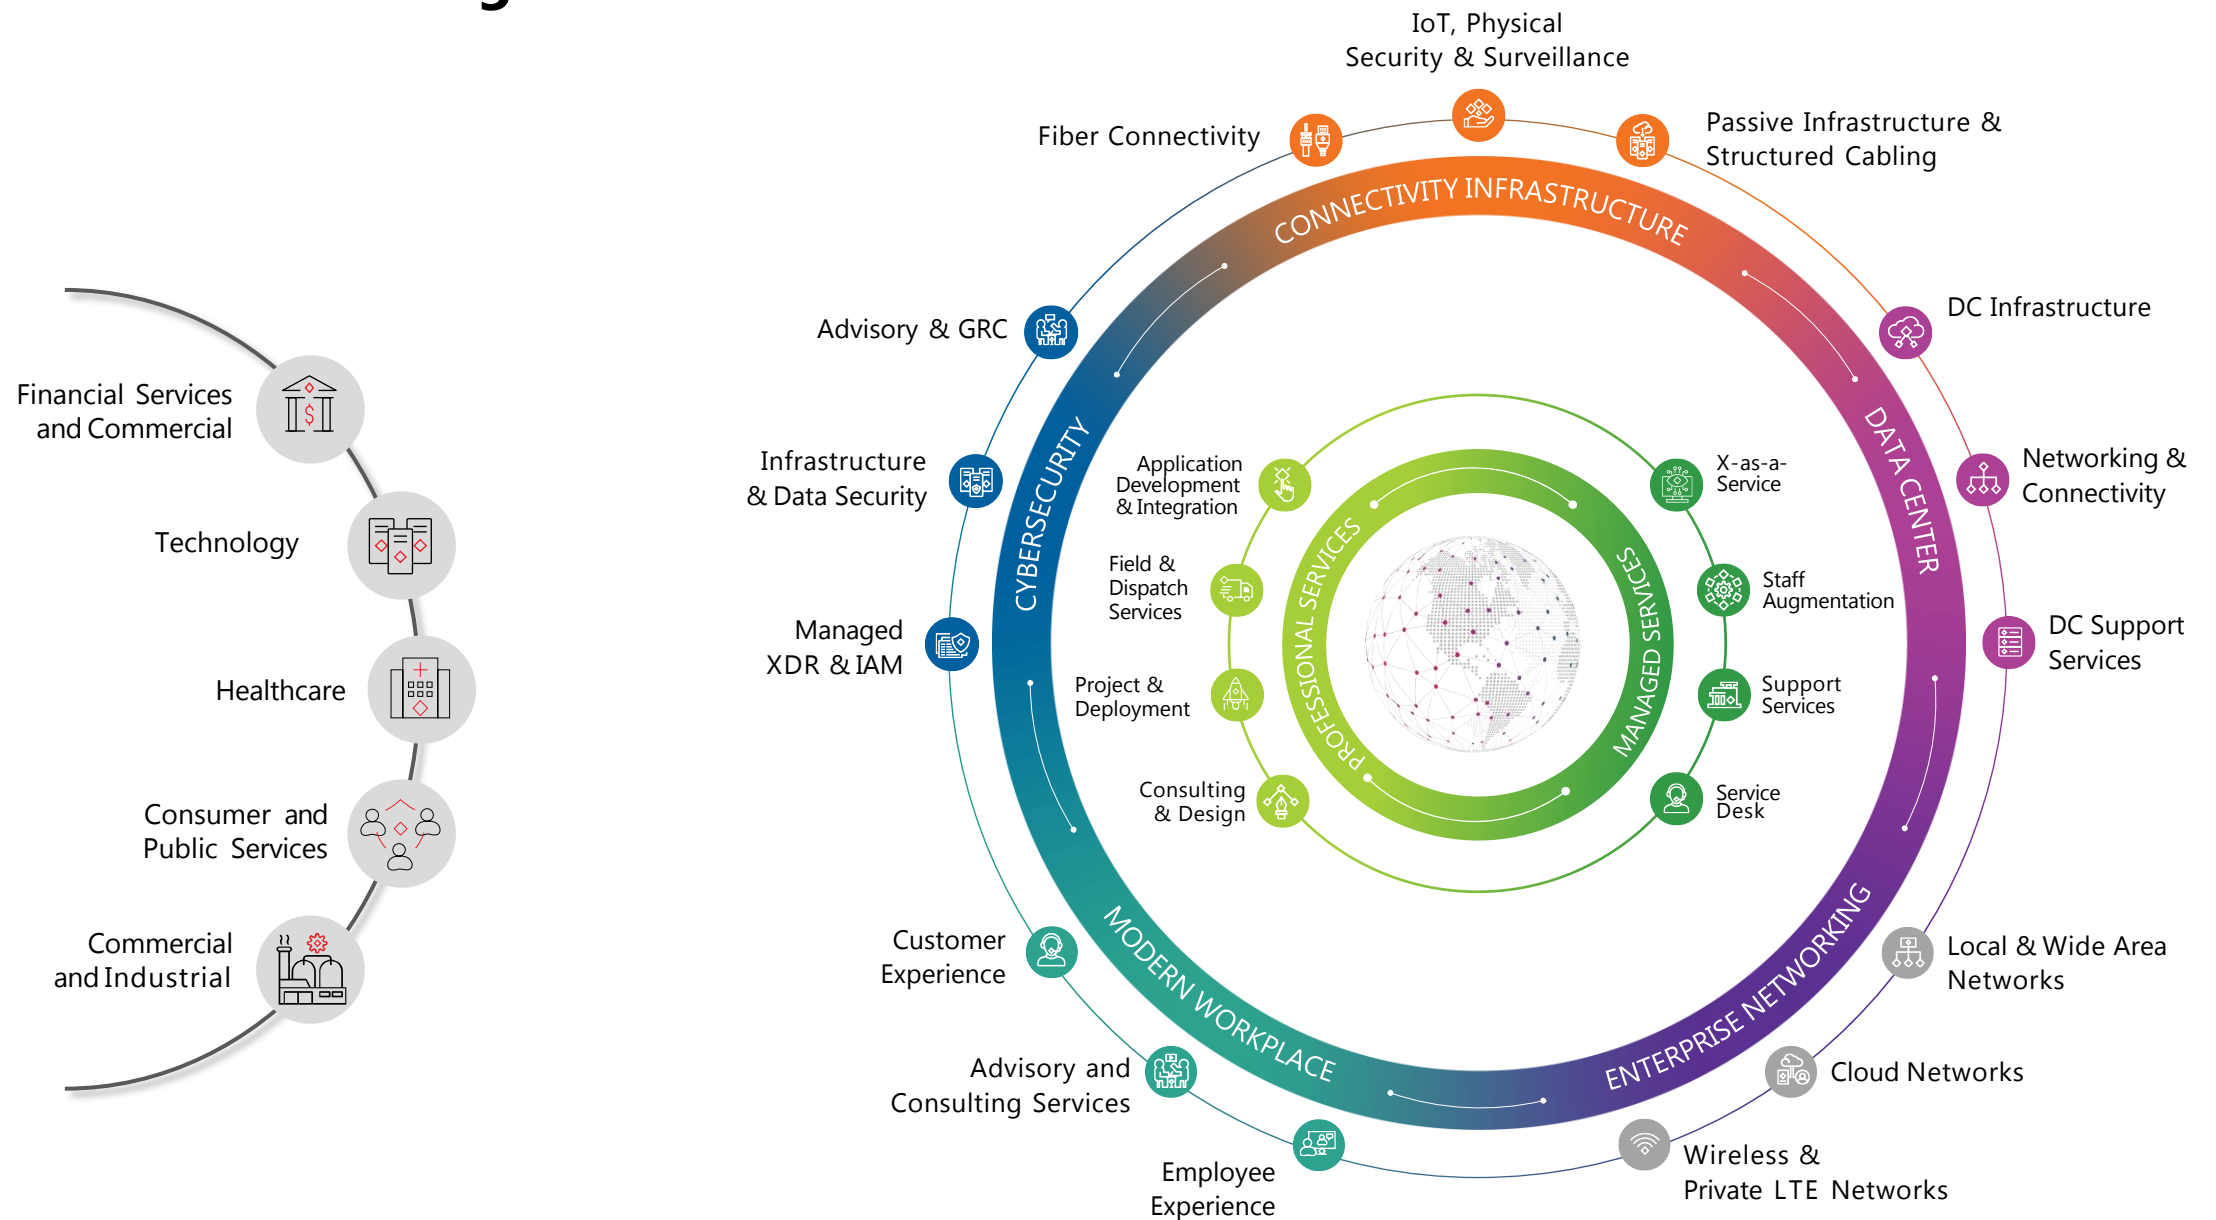 Financial Services
and Commercial
Technology
Healthcare
Consumer and
Public Services
Commercial
and Industrial
IoT, Physical
Security & Surveillance
Fiber Connectivity
Passive Infrastructure &
Structured Cabling
CONNECTIVITY INFRASTRUCTURE
Advisory & GRC
Infrastructure
& Data Security
Managed
XDR & IAM
CYBERSECURITY
DC Infrastructure
Networking &
Connectivity
DC Support
Services
DATA CENTER
Application
Development
& Integration
Field &
Dispatch
Services
Project &
Deployment
Consulting
& Design
PROFESSIONAL SERVICES
MANAGED SERVICES
X-as-a-
Service
Staff
Augmentation
Support
Services
Service
Desk
Customer
Experience
Advisory and
Consulting Services
Employee
Experience
MODERN WORKPLACE
ENTERPRISE NETWORKING
Local & Wide Area
Networks
Cloud Networks
Wireless &
Private LTE Networks